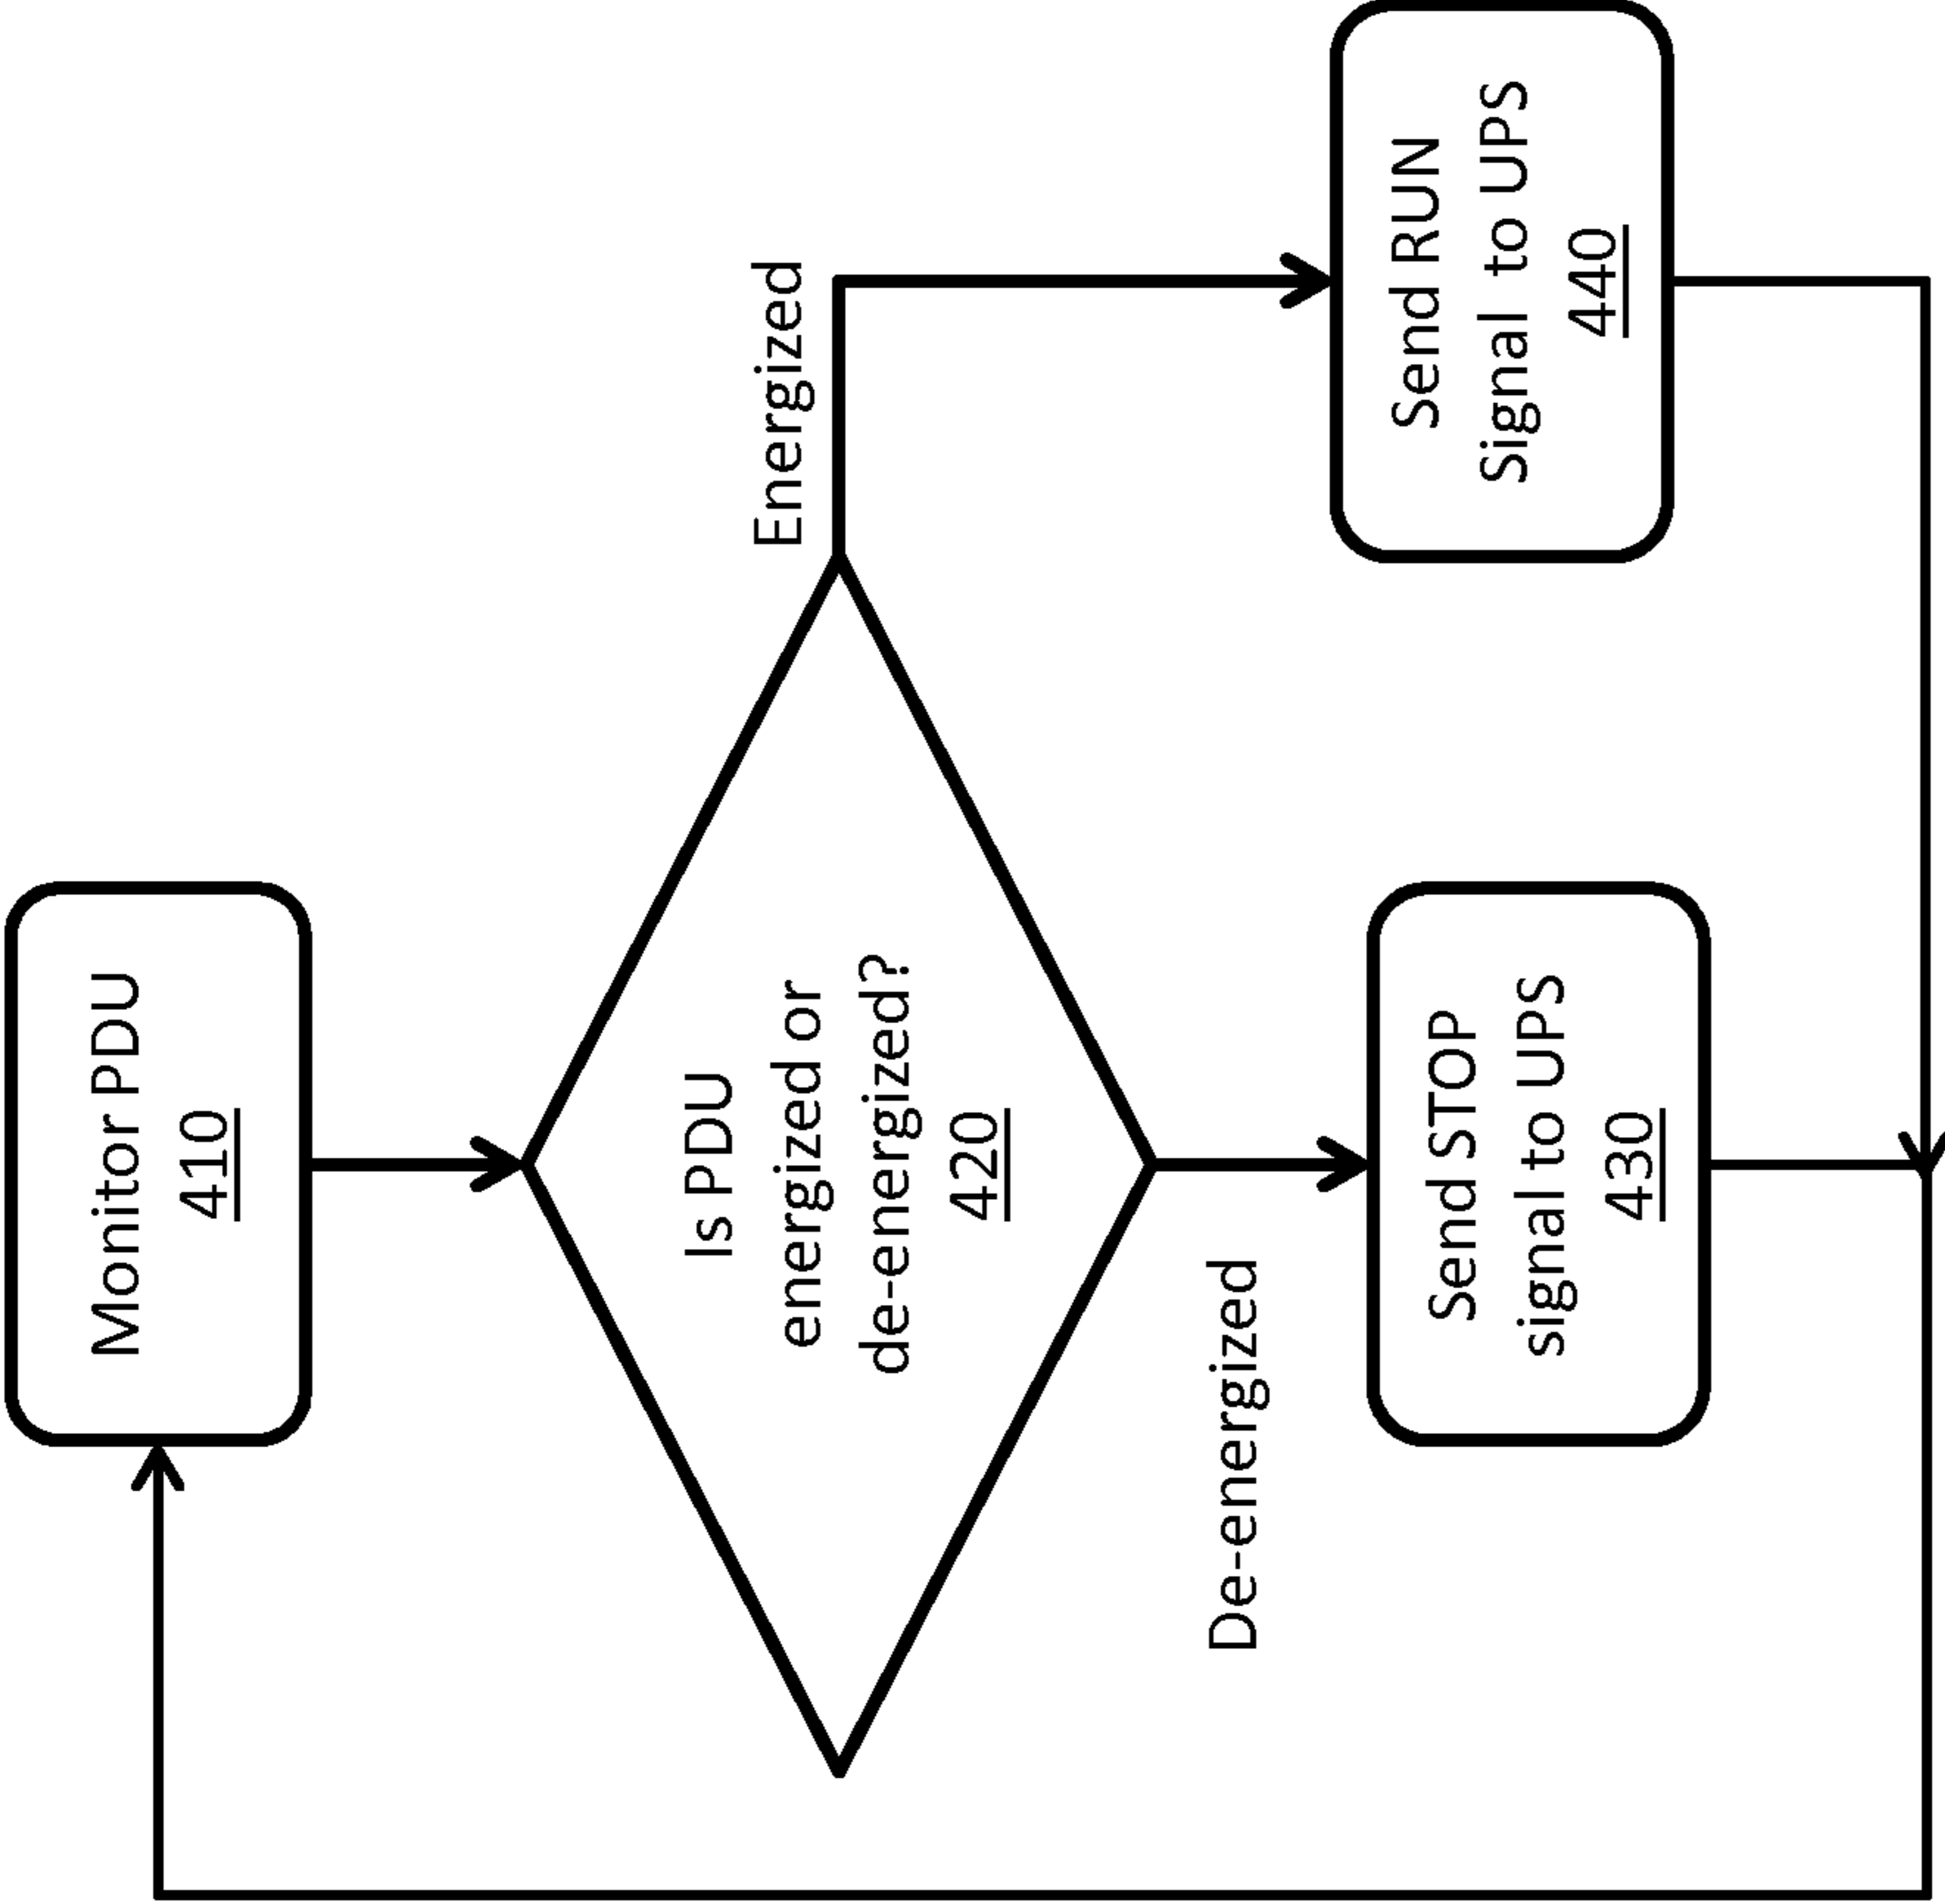 Monitor PDU
410
Is PDU
energized or
de-energized?
420
Energized
De-energized
Send STOP
signal to UPS
430
Send RUN
Signal to UPS
440